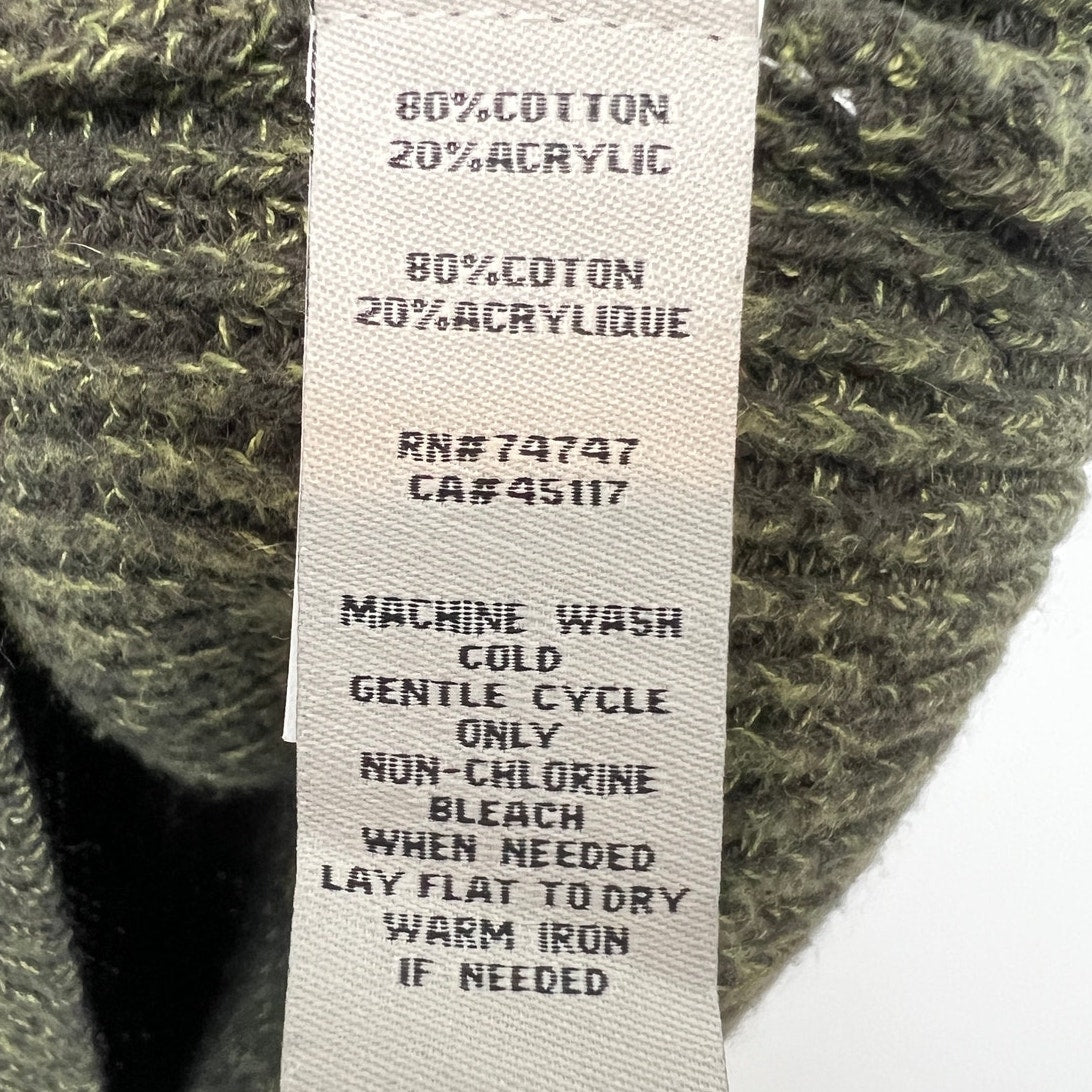 80%COTTON
20%ACRYLIC
80%COTON
20%ACRYLIQUE
RN#74747
CA#45117
MACHINE WASH
COLD
GENTLE CYCLE
ONLY
NON-CHLORINE
BLEACH
WHEN NEEDED
LAY FLAT TO DRY
WARM IRON
IF NEEDED